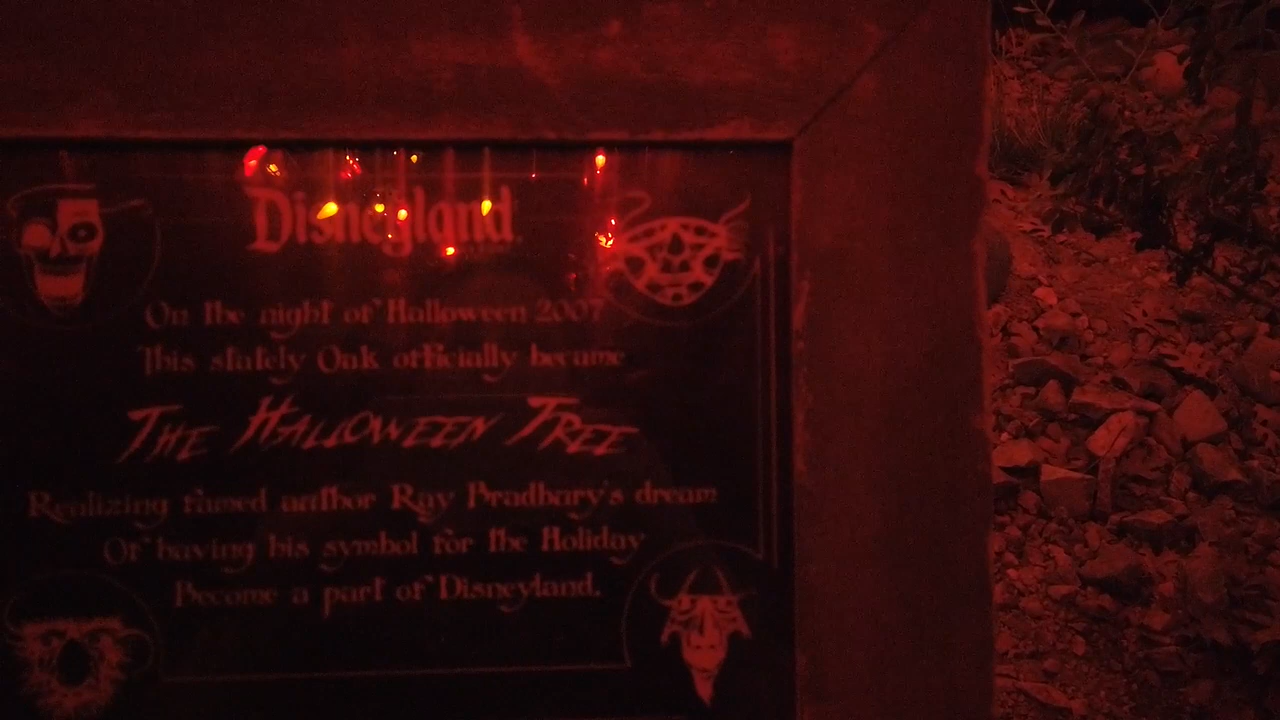 Disneyland
On the night of Halloween 2007
This stately Oak officially became
THE HALLOWEEN TREE
Realizing famed author Ray Bradbury's dream
Of having his symbol for the Holiday
Become a part of Disneyland.